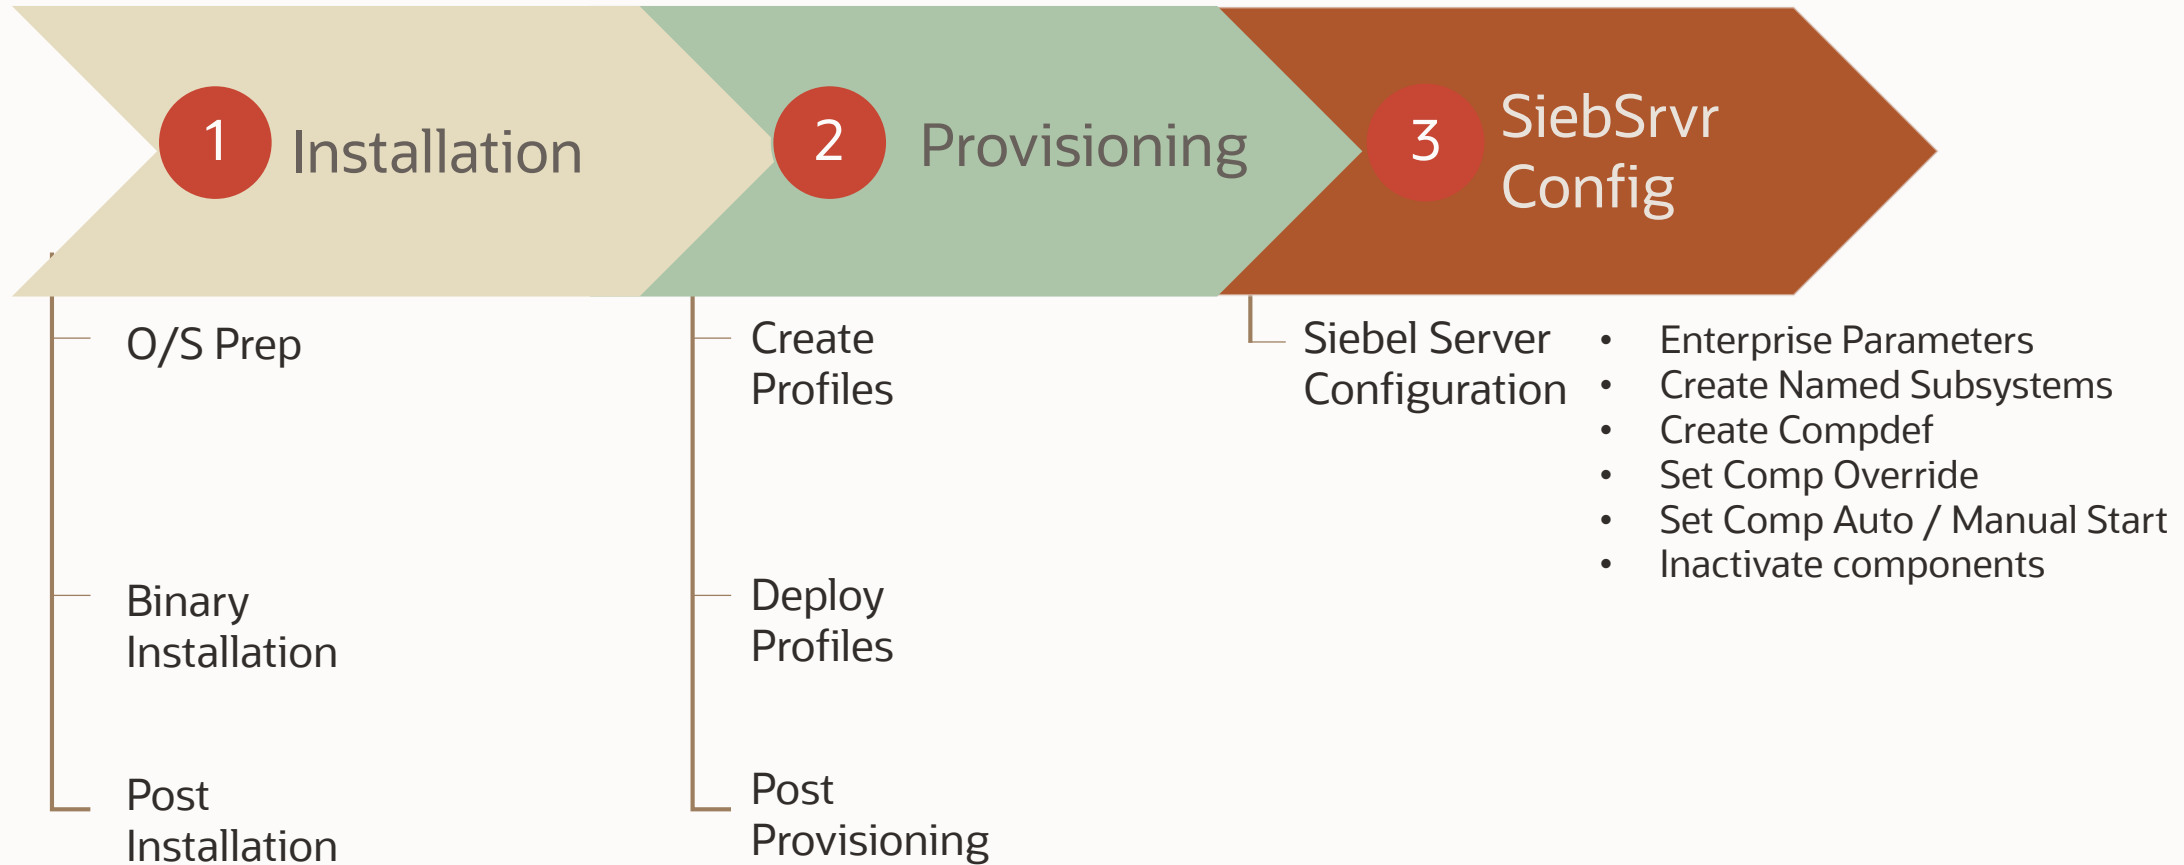 1
Installation
2
Provisioning
3
SiebSrvr
Config
O/S Prep
Binary
Installation
Post
Installation
Create
Profiles
Deploy
Profiles
Post
Provisioning
Siebel Server
Configuration
• Enterprise Parameters
• Create Named Subsystems
• Create Compdef
• Set Comp Override
• Set Comp Auto / Manual Start
• Inactivate components